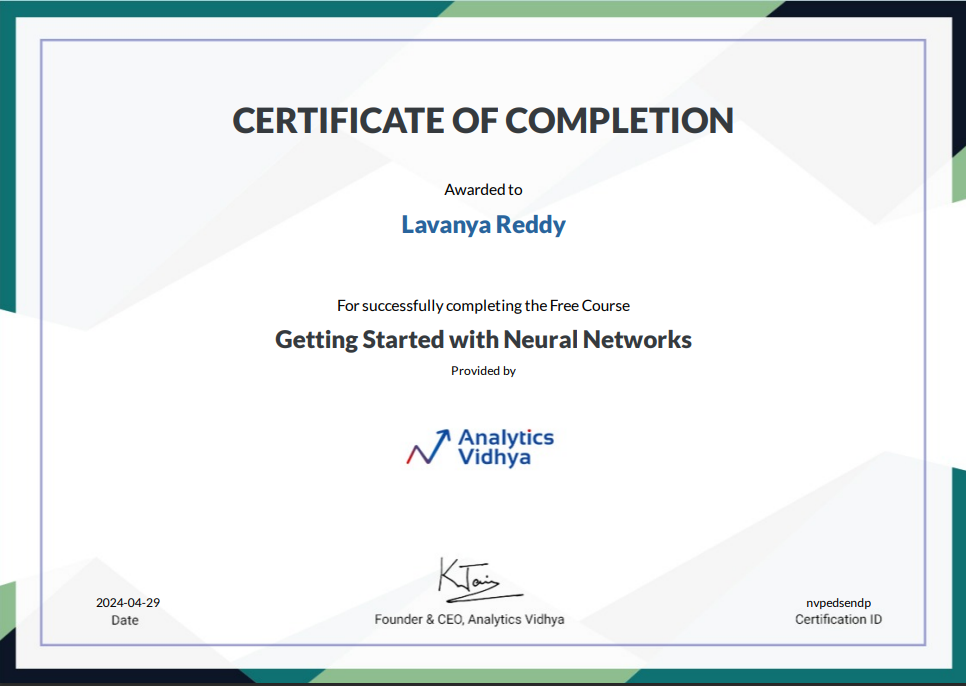 CERTIFICATE OF COMPLETION
Awarded to
Lavanya Reddy
For successfully completing the Free Course
Getting Started with Neural Networks
Provided by
Analytics
Vidhya
KJain
2024-04-29
Date
Founder & CEO, Analytics Vidhya
nvpedsendp
Certification ID